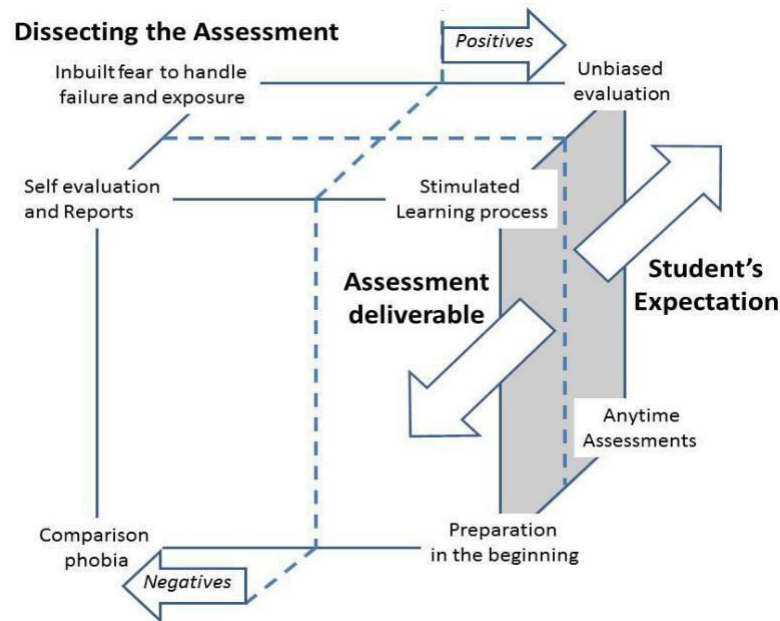 Dissecting the Assessment
Positives
Inbuilt fear to handle
failure and exposure
Unbiased
evaluation
Self evaluation
and Reports
Stimulated
Learning process
Assessment
deliverable
Student's
Expectation
Anytime
Assessments
Comparison
phobia
Negatives
Preparation
in the beginning